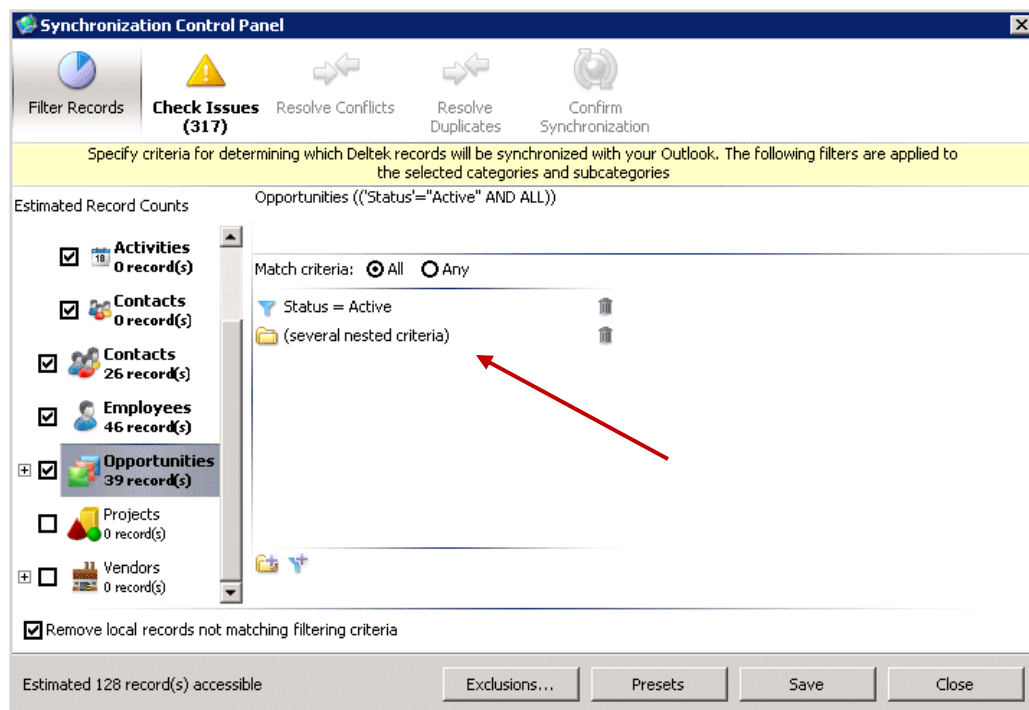 Synchronization Control Panel
Filter Records
Check Issues
(317)
Resolve Conflicts
Resolve
Duplicates
Confirm
Synchronization
Specify criteria for determining which Deltek records will be synchronized with your Outlook. The following filters are applied to
the selected categories and subcategories
Estimated Record Counts
Opportunities (('Status'="Active" AND ALL))
18
Activities
0 record(s)
Contacts
0 record(s)
Contacts
26 record(s)
Employees
46 record(s)
Opportunities
39 record(s)
Projects
0 record(s)
Vendors
0 record(s)
Match criteria: All Any
Status = Active
(several nested criteria)
Remove local records not matching filtering criteria
Estimated 128 record(s) accessible
Exclusions...
Presets
Save
Close